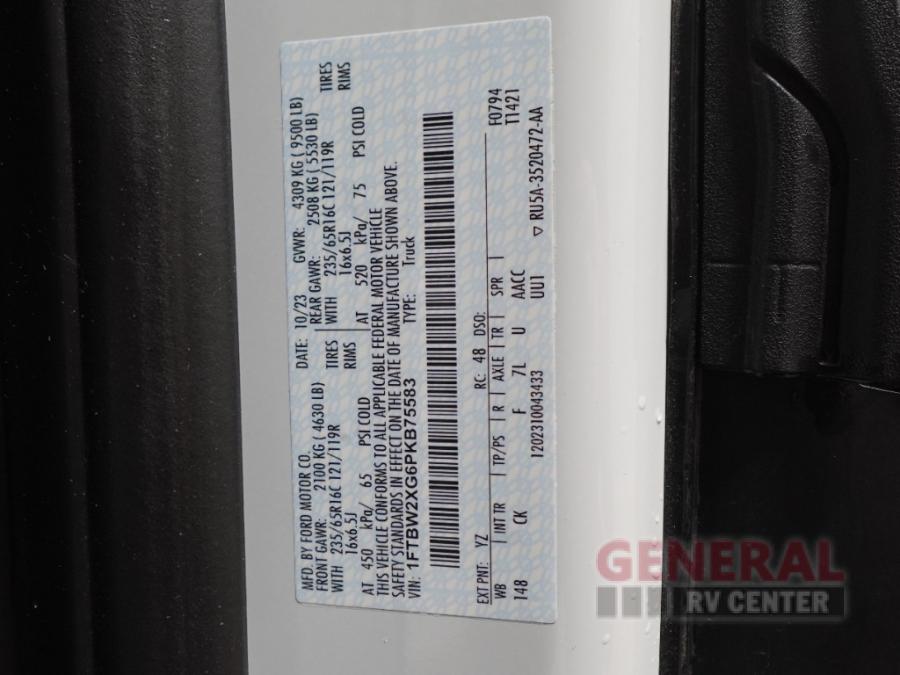 MFD. BY FORD MOTOR CO.
DATE: 10/23
GVWR: 4309 KG ( 9500 LB)
FRONT GAWR: 2100 KG ( 4630 LB)
REAR GAWR: 2508 KG ( 5530 LB)
WITH 235/65R16C 121/119R TIRES
WITH 235/65R16C 121/119R TIRES
16x6.5J RIMS
16x6.5J RIMS
AT 450 kPa/ 65 PSI COLD
AT 520 kPa/ 75 PSI COLD
THIS VEHICLE CONFORMS TO ALL APPLICABLE FEDERAL MOTOR VEHICLE
SAFETY STANDARDS IN EFFECT ON THE DATE OF MANUFACTURE SHOWN ABOVE.
VIN: 1FTBW2XG6PKB75583
TYPE: Truck
F0794
T1421
EXT PNT: YZ RC: 48 DSO:
WB INT TR TP/PS R AXLE TR SPR
148 CK F 7L U AACC
UU1
1202310043433 ▽ RU5A-3520472-AA
GENERAL
RV CENTER